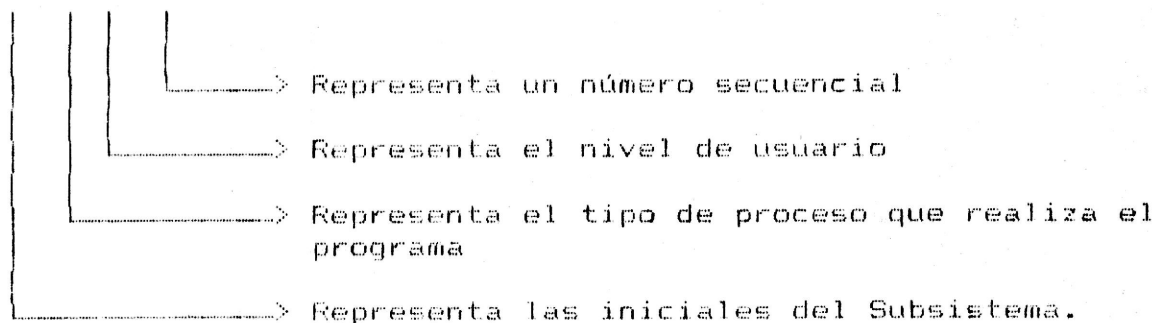 Representa un número secuencial
Representa el nivel de usuario
Representa el tipo de proceso que realiza el
programa
Representa las iniciales del Subsistema.